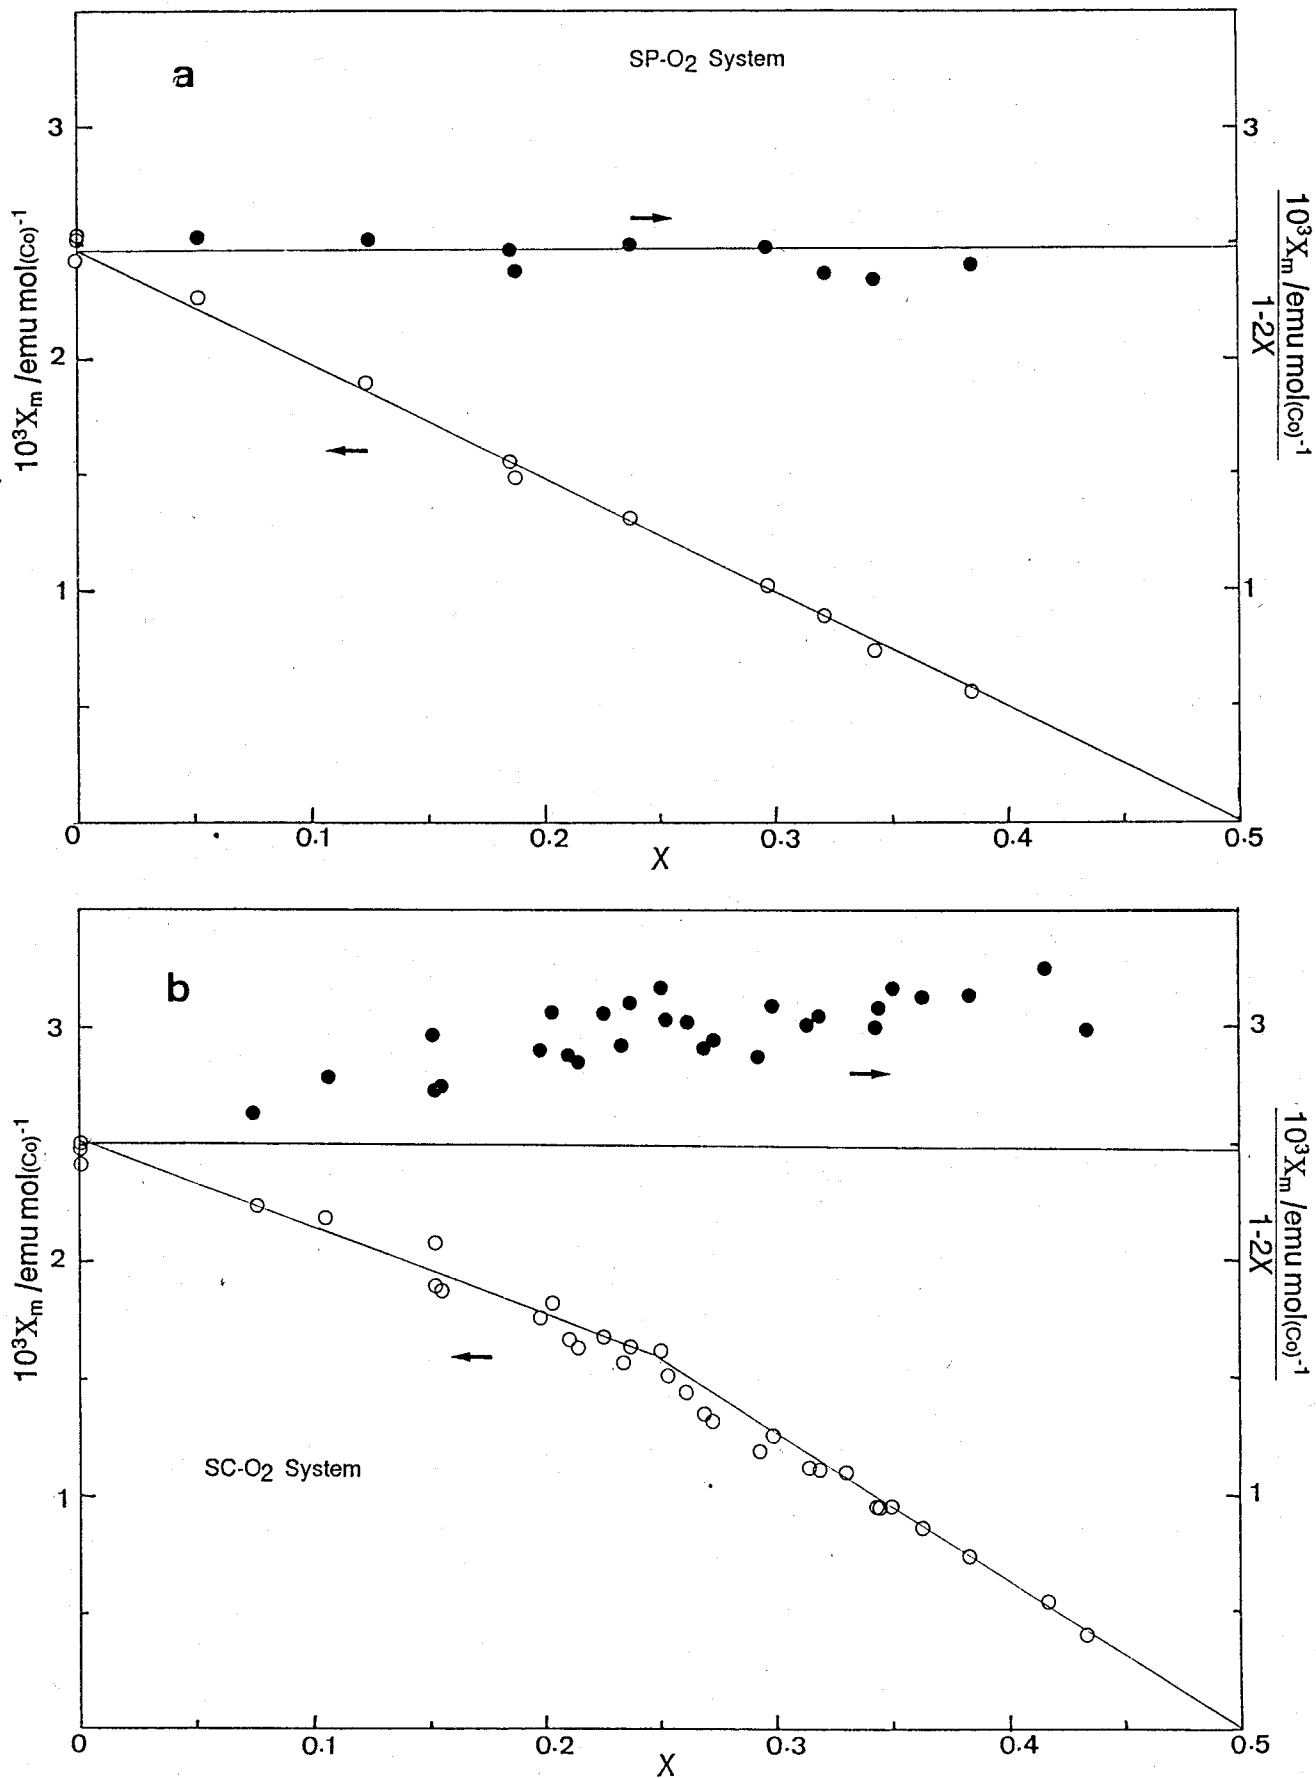 a
SP-O2 System
3
2
1
10³Xm /emu mol(Co)⁻¹
3
1
10³Xm /emu mol(Co)⁻¹
1-2X
0 0.1 0.2 0.3 0.4 0.5
X
b
SC-O2 System
3
2
1
10³Xm /emu mol(Co)⁻¹
3
1
10³Xm /emu mol(Co)⁻¹
1-2X
0 0.1 0.2 0.3 0.4 0.5
X